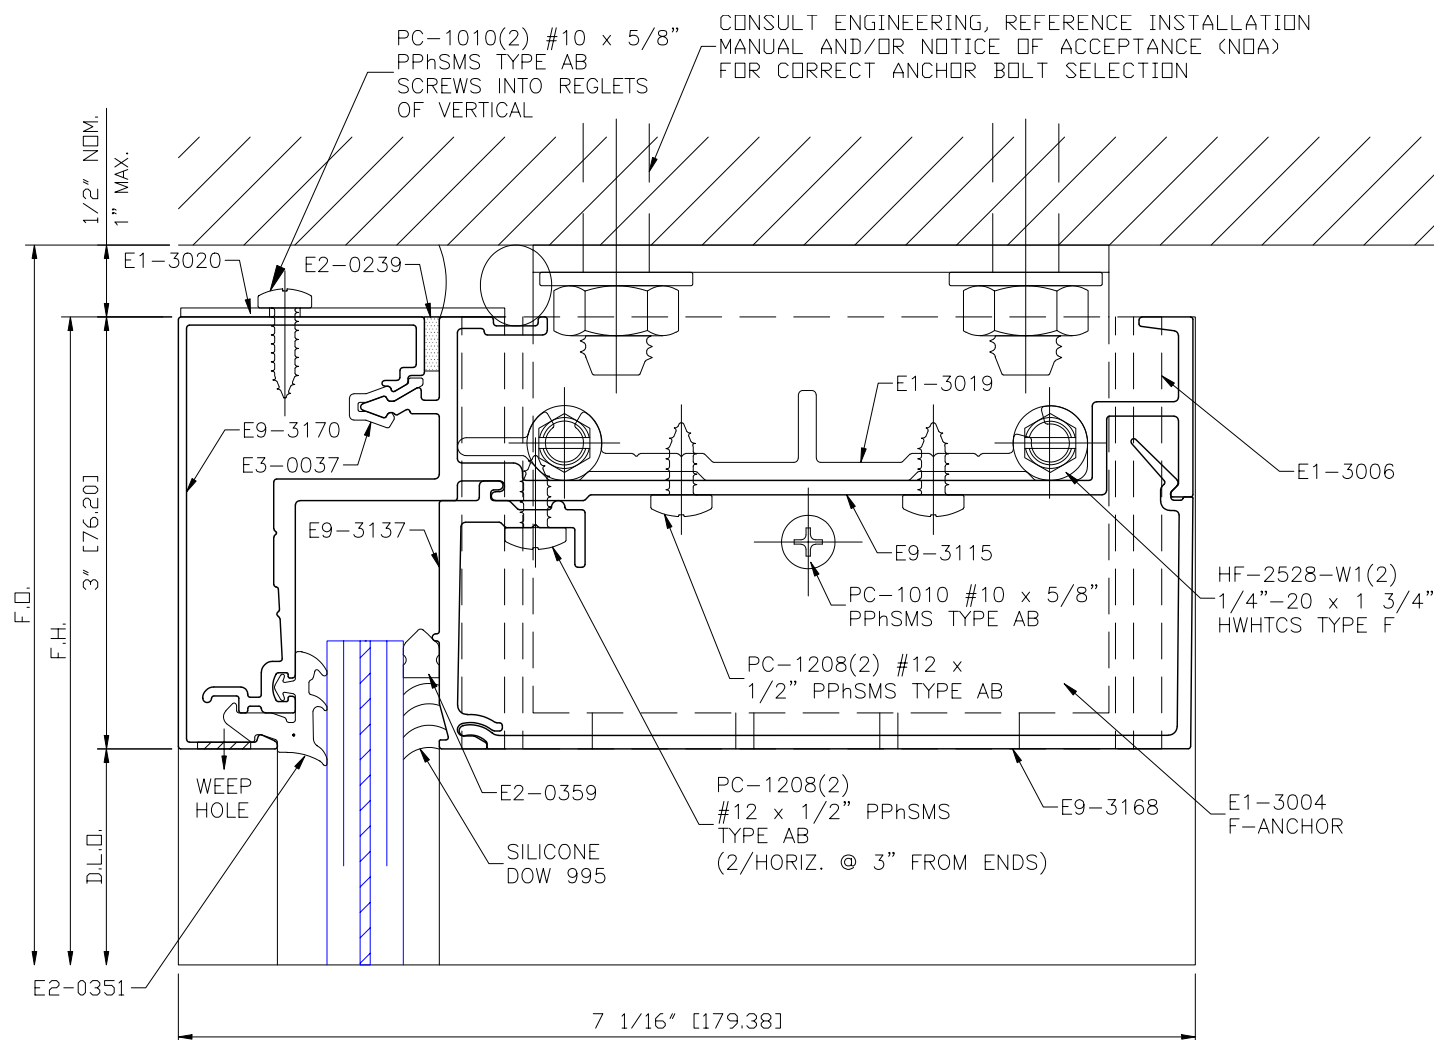 PC-1010(2) #10 x 5/8"
PPhSMS TYPE AB
SCREWS INTO REGLETS
OF VERTICAL
CONSULT ENGINEERING, REFERENCE INSTALLATION
MANUAL AND/OR NOTICE OF ACCEPTANCE (NOA)
FOR CORRECT ANCHOR BOLT SELECTION
1/2" NOM.
1" MAX.
E1-3020
E2-0239
E1-3019
E9-3170
E3-0037
E1-3006
3" [76.20]
E9-3137
E9-3115
F.O.
F.H.
PC-1010 #10 x 5/8"
PPhSMS TYPE AB
HF-2528-W1(2)
1/4"-20 x 1 3/4"
HWHTCS TYPE F
PC-1208(2) #12 x
1/2" PPhSMS TYPE AB
WEEP
HOLE
E2-0359
PC-1208(2)
#12 x 1/2" PPhSMS
TYPE AB
(2/HORIZ. @ 3" FROM ENDS)
E9-3168
E1-3004
F-ANCHOR
D.L.O.
SILICONE
DOW 995
E2-0351
7 1/16" [179.38]